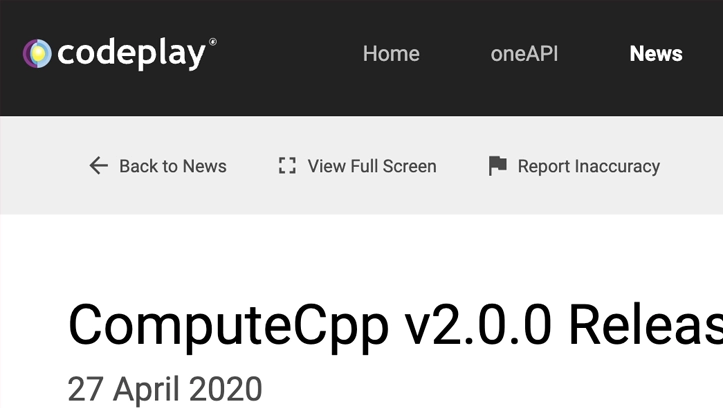 codeplay® Home oneAPI News
Back to News View Full Screen Report Inaccuracy
ComputeCpp v2.0.0 Releas
27 April 2020